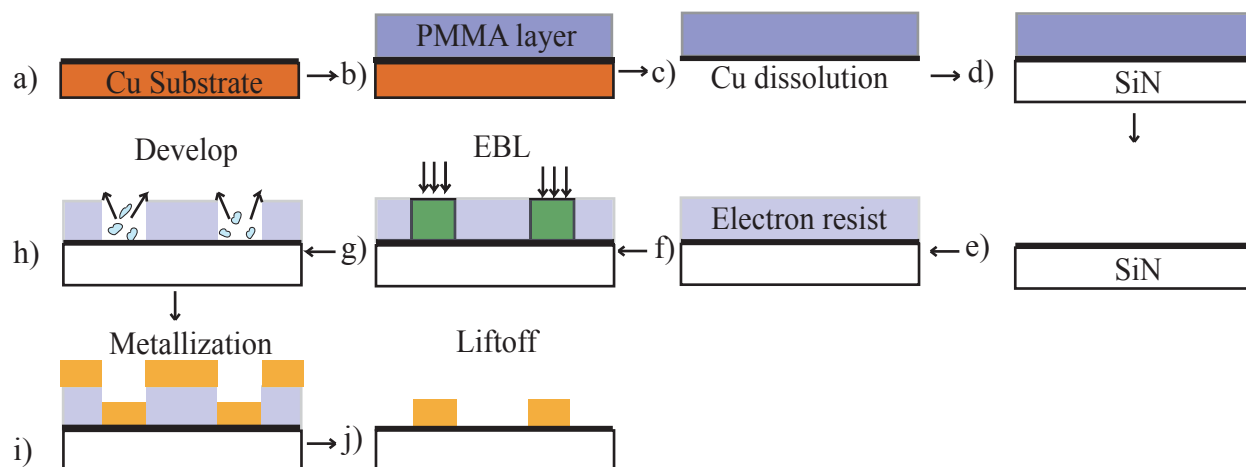 a)
Cu Substrate
b)
PMMA layer
c)
Cu dissolution
d)
SiN
Develop
EBL
h)
g)
f)
Electron resist
e)
SiN
Metallization
Liftoff
i)
j)